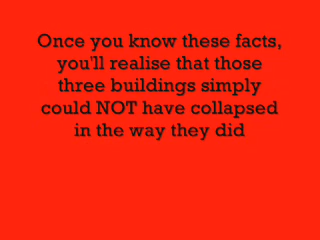 Once you know these facts,
you'll realise that those
three buildings simply
could NOT have collapsed
in the way they did